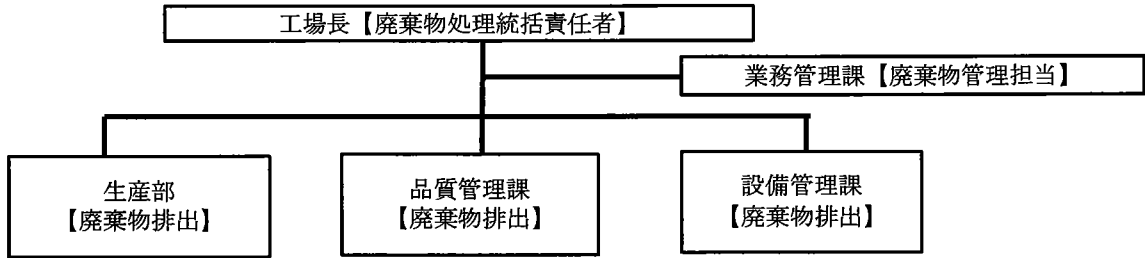 工場長【廃棄物処理統括責任者】
業務管理課【廃棄物管理担当】
生産部
【廃棄物排出】
品質管理課
【廃棄物排出】
設備管理課
【廃棄物排出】